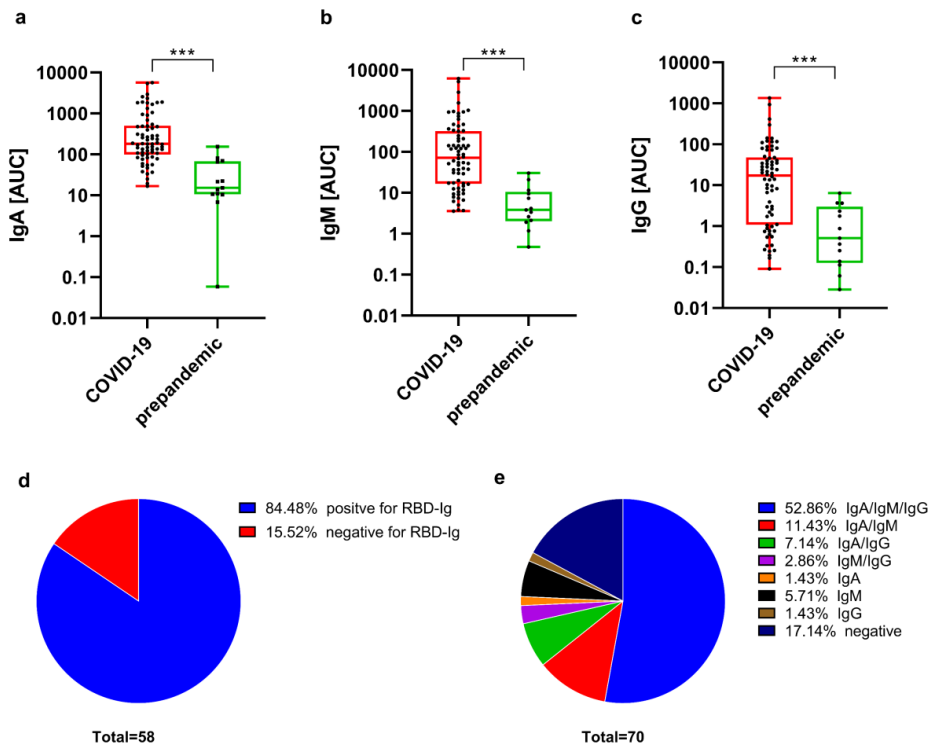 a
***
IgA [AUC]
10000
1000
100
10
1
0.1
0.01
COVID-19
prepandemic
b
***
IgM [AUC]
10000
1000
100
10
1
0.1
0.01
COVID-19
prepandemic
c
***
IgG [AUC]
10000
1000
100
10
1
0.1
0.01
COVID-19
prepandemic
d
84.48% positve for RBD-Ig
15.52% negative for RBD-Ig
Total=58
e
52.86% IgA/IgM/IgG
11.43% IgA/IgM
7.14% IgA/IgG
2.86% IgM/IgG
1.43% IgA
5.71% IgM
1.43% IgG
17.14% negative
Total=70